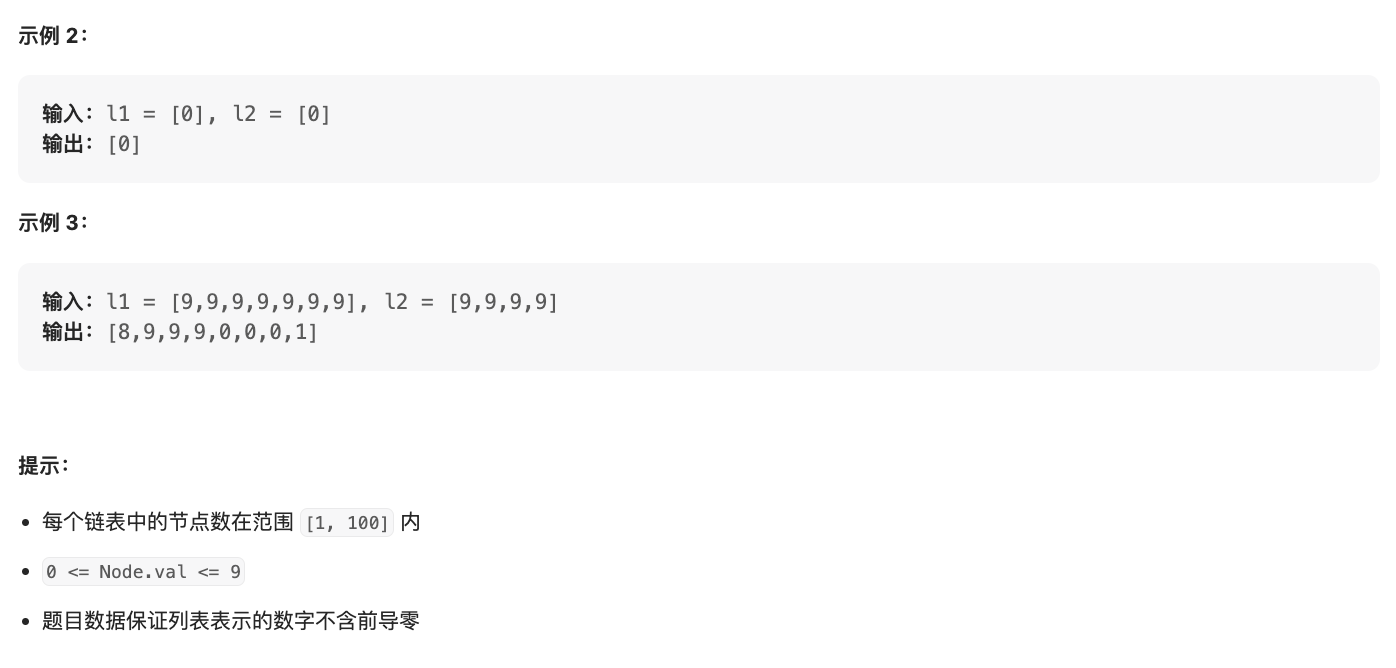 示例 2：
输入：l1 = [0], l2 = [0]
输出：[0]
示例 3：
输入：l1 = [9,9,9,9,9,9,9], l2 = [9,9,9,9]
输出：[8,9,9,9,0,0,0,1]
提示：
• 每个链表中的节点数在范围 [1, 100] 内
• 0 <= Node.val <= 9
• 题目数据保证列表表示的数字不含前导零